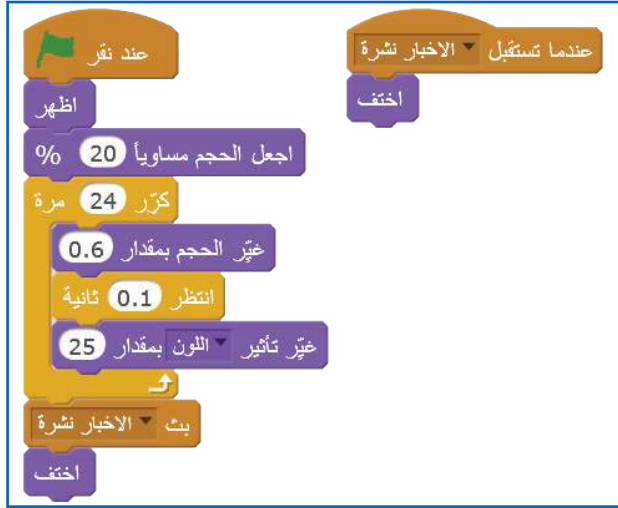 عند نقر
اظهر
اجعل الحجم مساوياً 20 %
كرّر 24 مرة
غيّر الحجم بمقدار 0.6
انتظر 0.1 ثانية
غيّر تأثير اللون بمقدار 25
بث الاخبار نشرة
اختف
عندما تستقبل الاخبار نشرة
اختف